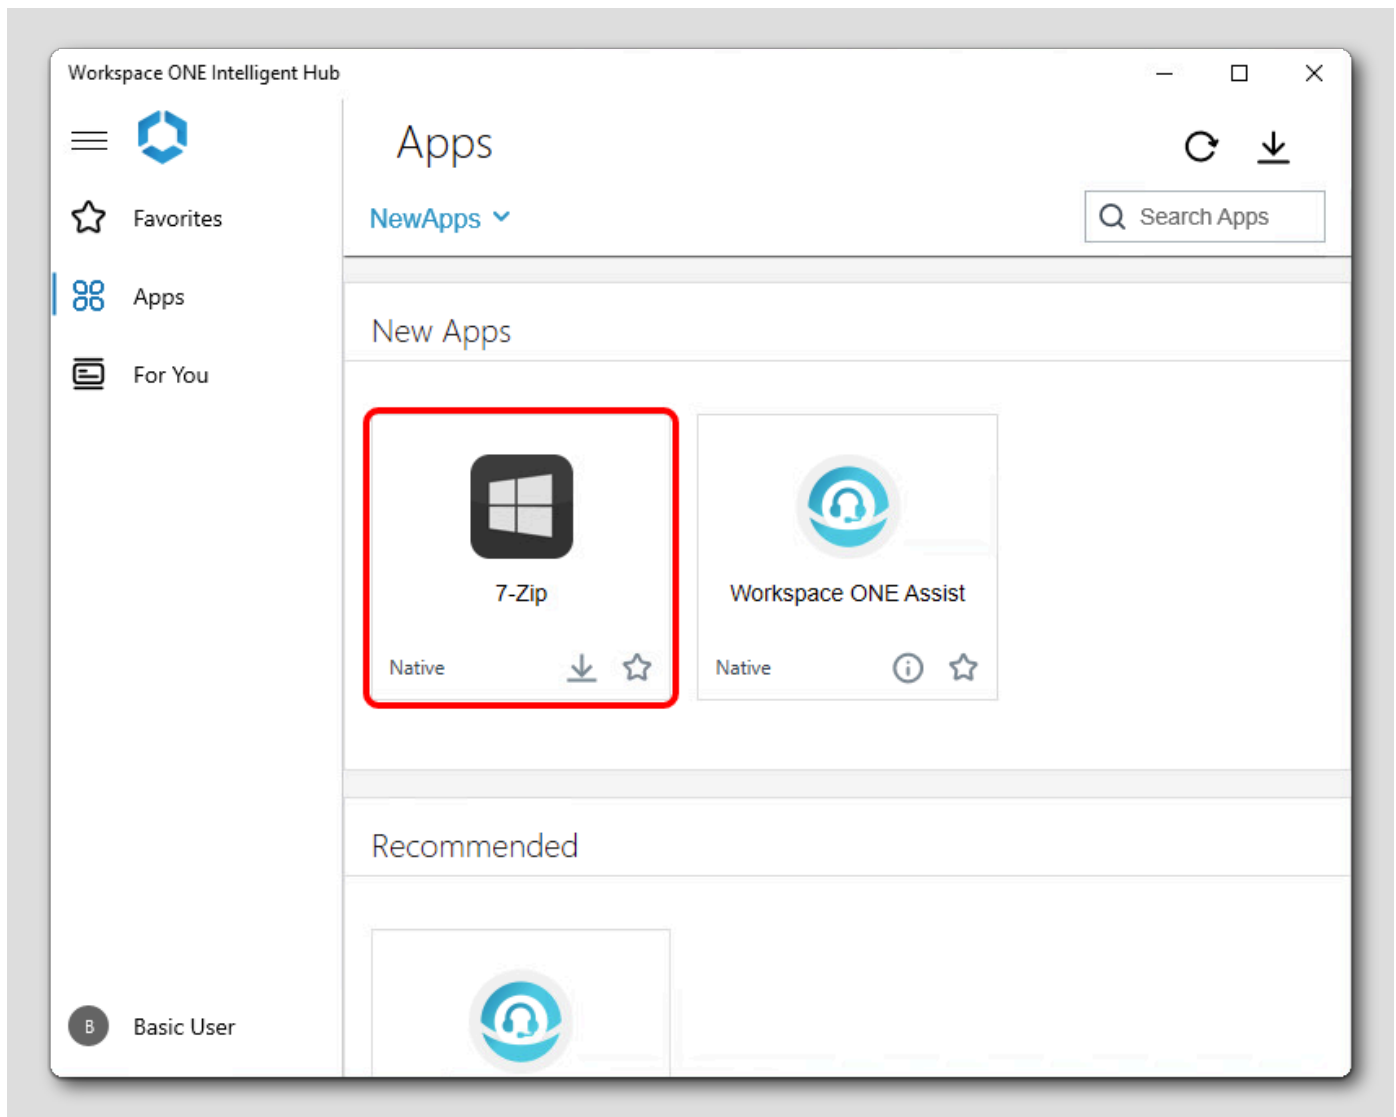 Workspace ONE Intelligent Hub
Apps
Favorites
NewApps
Search Apps
Apps
New Apps
For You
7-Zip
Workspace ONE Assist
Native
Native
Recommended
B
Basic User